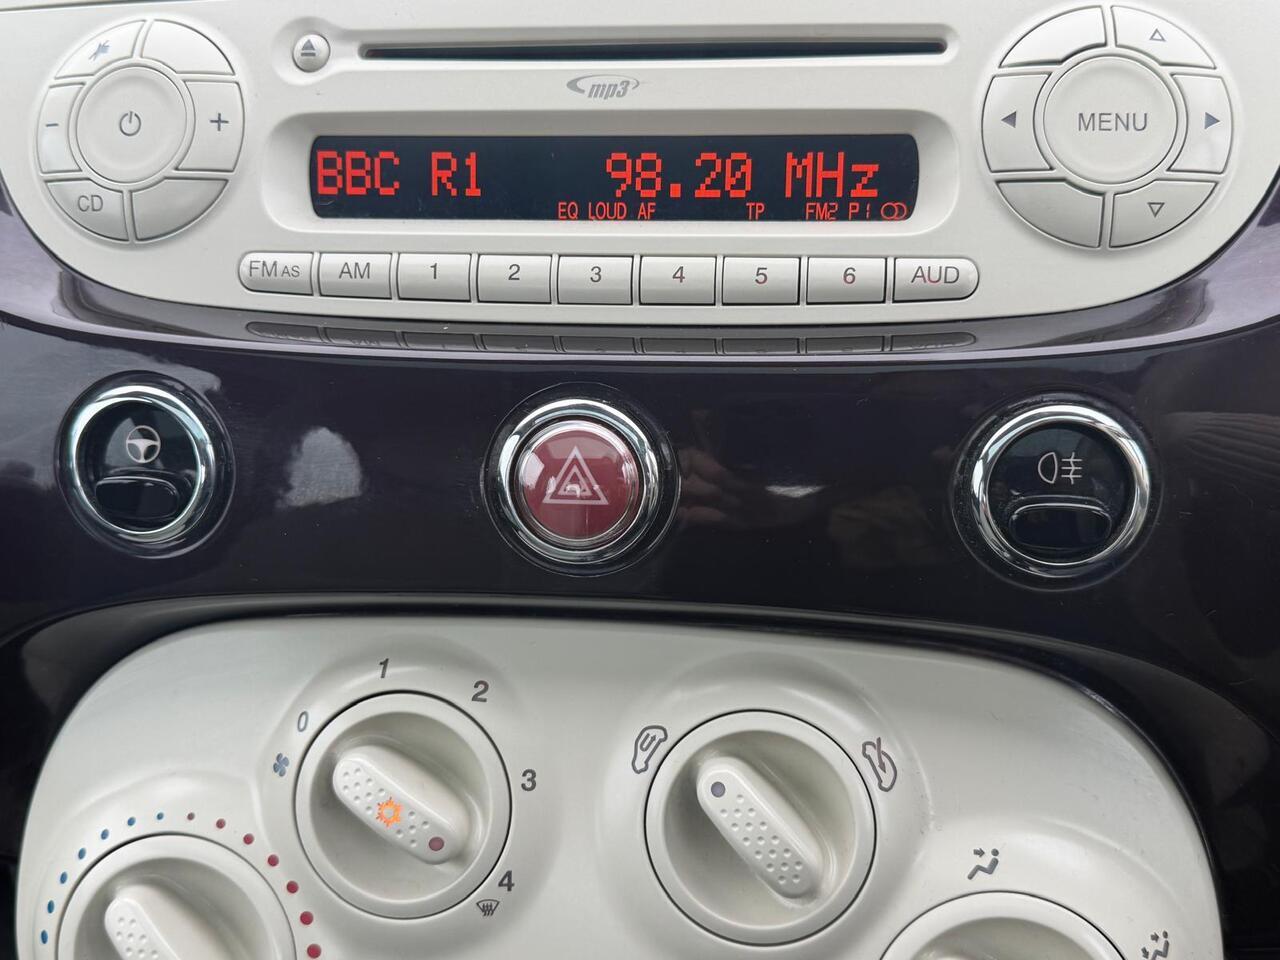 mp3
MENU
CD
BBC R1 98.20 MHz
EQ LOUD AF TP FM2 P1
FM AS AM 1 2 3 4 5 6 AUD
0 1 2 3 4